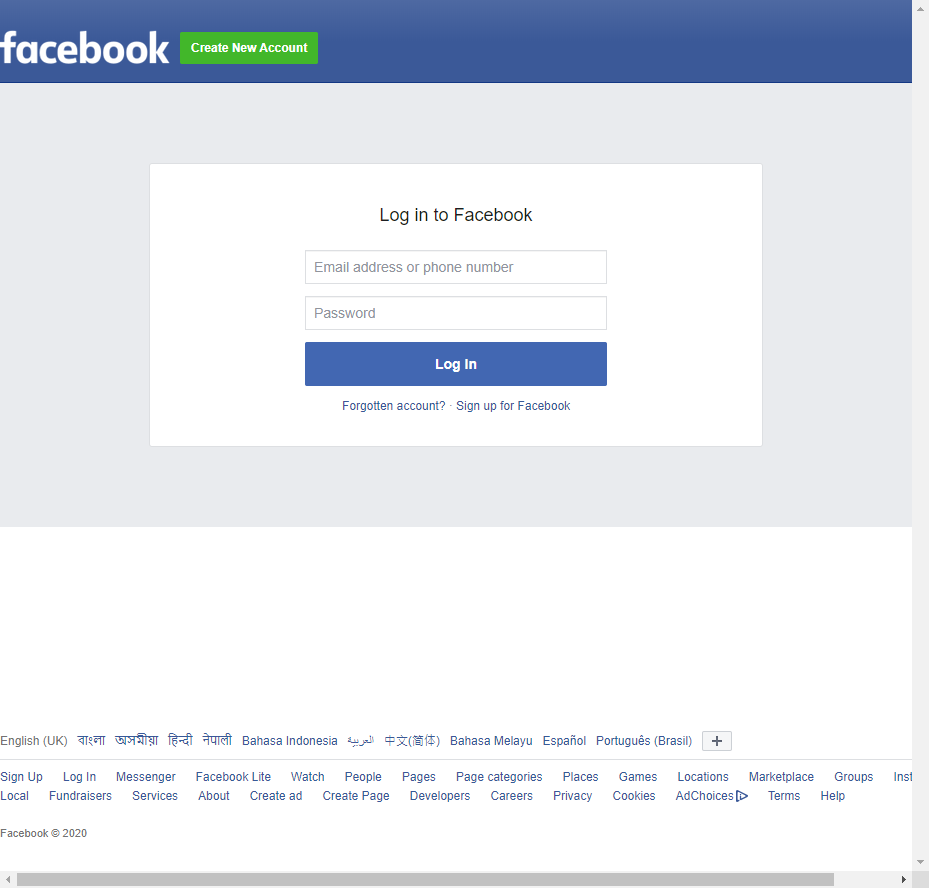 facebook
Create New Account
Log in to Facebook
Email address or phone number
Password
Log In
Forgotten account? · Sign up for Facebook
English (UK) বাংলা অসমীয়া हिन्दी नेपाली Bahasa Indonesia العربية 中文(简体) Bahasa Melayu Español Português (Brasil)
Sign Up Log In Messenger Facebook Lite Watch People Pages Page categories Places Games Locations Marketplace Groups Inst
Local Fundraisers Services About Create ad Create Page Developers Careers Privacy Cookies AdChoices Terms Help
Facebook © 2020